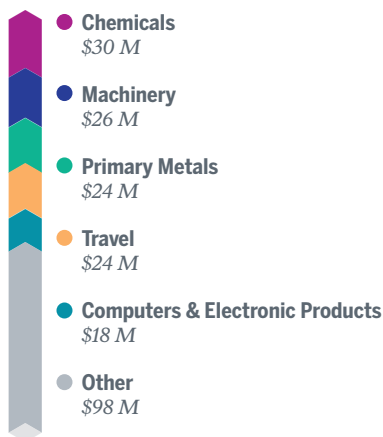 Chemicals
$30 M
Machinery
$26 M
Primary Metals
$24 M
Travel
$24 M
Computers & Electronic Products
$18 M
Other
$98 M